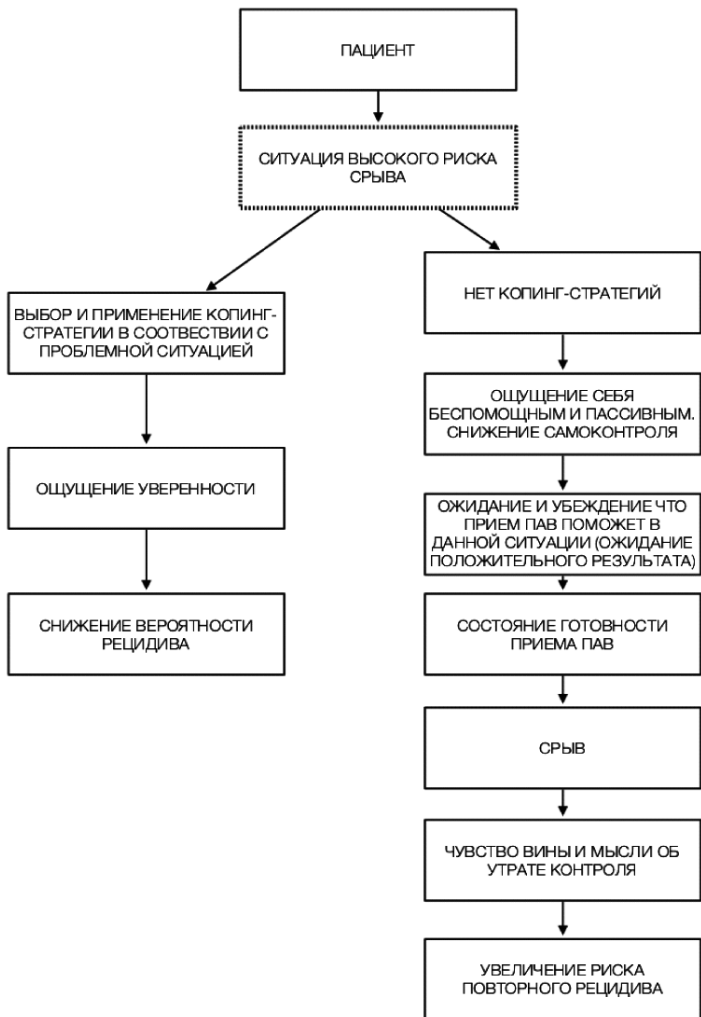 ПАЦИЕНТ
СИТУАЦИЯ ВЫСОКОГО РИСКА
СРЫВА
ВЫБОР И ПРИМЕНЕНИЕ КОПИНГ-
СТРАТЕГИИ В СООТВЕСТВИИ С
ПРОБЛЕМНОЙ СИТУАЦИЕЙ
ОЩУЩЕНИЕ УВЕРЕННОСТИ
СНИЖЕНИЕ ВЕРОЯТНОСТИ
РЕЦИДИВА
НЕТ КОПИНГ-СТРАТЕГИЙ
ОЩУЩЕНИЕ СЕБЯ
БЕСПОМОЩНЫМ И ПАССИВНЫМ.
СНИЖЕНИЕ САМОКОНТРОЛЯ
ОЖИДАНИЕ И УБЕЖДЕНИЕ ЧТО
ПРИЕМ ПАВ ПОМОЖЕТ В
ДАННОЙ СИТУАЦИИ (ОЖИДАНИЕ
ПОЛОЖИТЕЛЬНОГО РЕЗУЛЬТАТА)
СОСТОЯНИЕ ГОТОВНОСТИ
ПРИЕМА ПАВ
СРЫВ
ЧУВСТВО ВИНЫ И МЫСЛИ ОБ
УТРАТЕ КОНТРОЛЯ
УВЕЛИЧЕНИЕ РИСКА
ПОВТОРНОГО РЕЦИДИВА